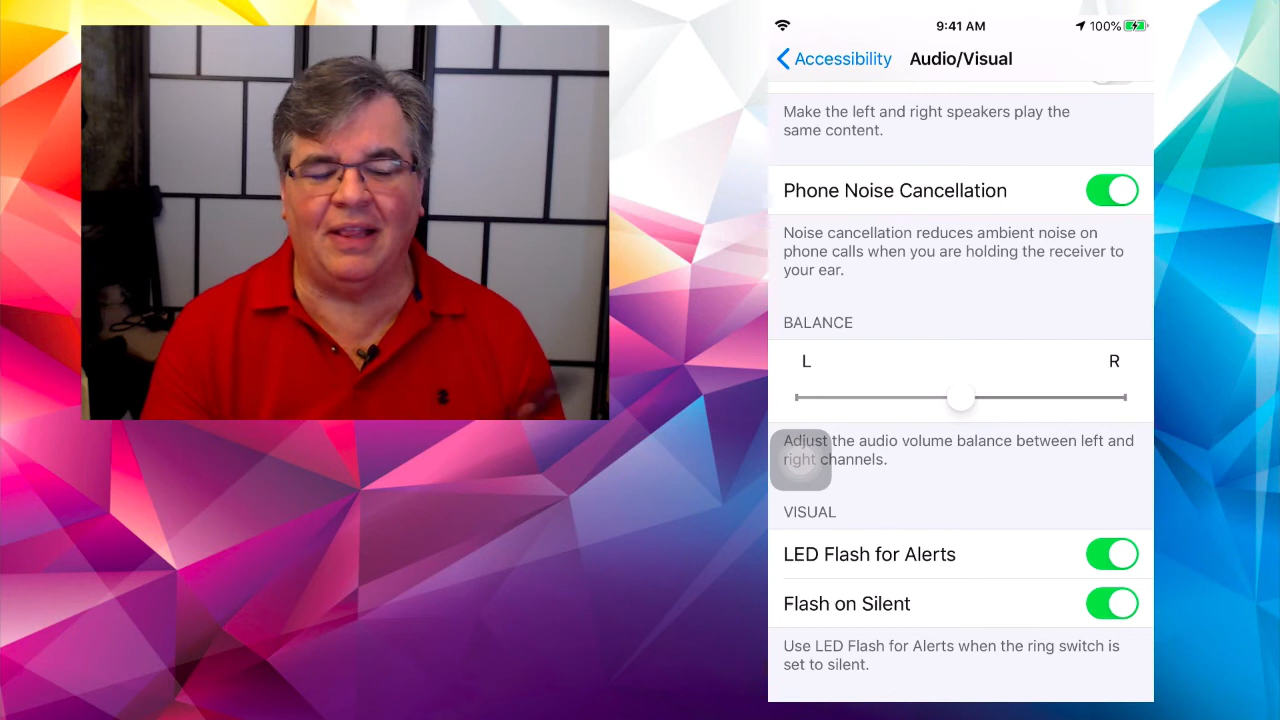 9:41 AM
100%
Accessibility
Audio/Visual
Make the left and right speakers play the
same content.
Phone Noise Cancellation
Noise cancellation reduces ambient noise on
phone calls when you are holding the receiver to
your ear.
BALANCE
L
R
Adjust the audio volume balance between left and
right channels.
VISUAL
LED Flash for Alerts
Flash on Silent
Use LED Flash for Alerts when the ring switch is
set to silent.